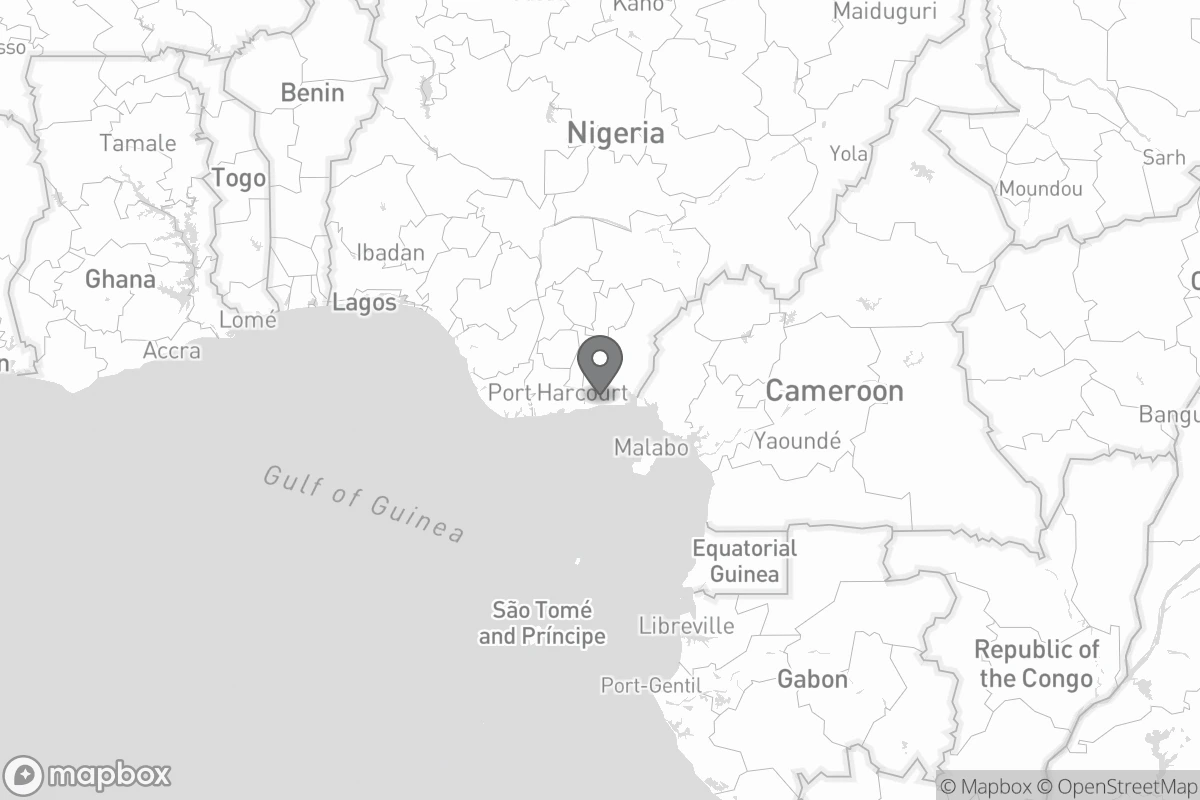 sso
Kano
Maiduguri
Benin
Nigeria
Tamale
Yola
Sarh
Togo
Moundou
Ibadan
Ghana
Lagos
Lomé
Accra
n
Port Harcourt
Cameroon
Bangu
Malabo
Yaoundé
Gulf of Guinea
Equatorial
Guinea
São Tomé
and Príncipe
Libreville
Republic of
the Congo
Gabon
Port-Gentil
mapbox
© Mapbox © OpenStreetMap